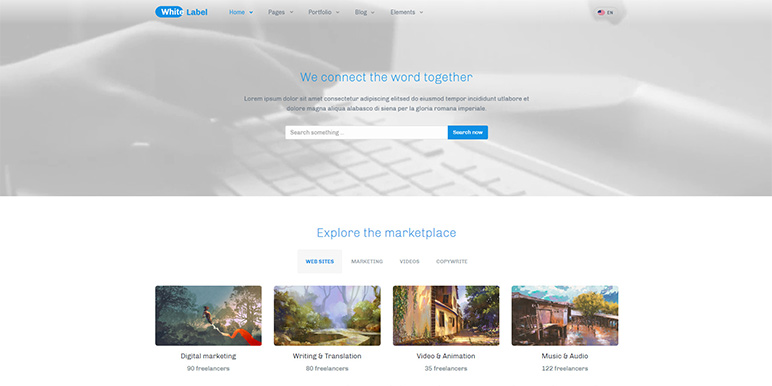 White Label
Home Pages Portfolio Blog Elements EN
We connect the word together
Lorem ipsum dolor sit amet consectetur adipiscing elitsed do eiusmod tempor incididunt utlabore et
dolore magna aliqua alabasco di siena per la gloria romana imperiale.
Search something... Search now
Explore the marketplace
WEB SITES MARKETING VIDEOS COPYWRITE
Digital marketing Writing & Translation Video & Animation Music & Audio
90 freelancers 80 freelancers 35 freelancers 122 freelancers